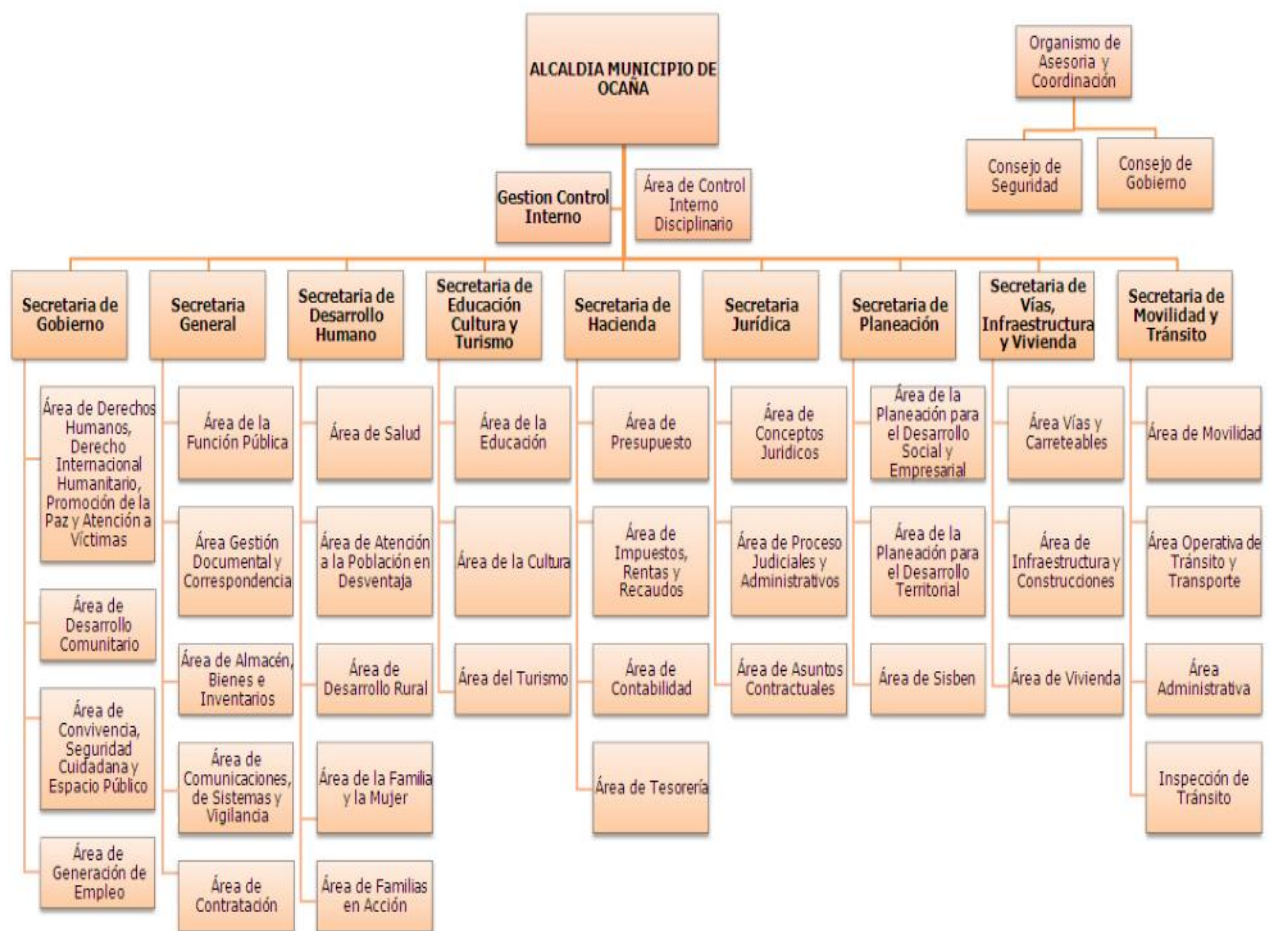 ALCALDIA MUNICIPIO DE
OCAÑA
Organismo de
Asesoria y
Coordinación
Consejo de
Seguridad
Consejo de
Gobierno
Gestion Control
Interno
Área de Control
Interno
Disciplinario
Secretaria de
Gobierno
Área de Derechos
Humanos,
Derecho
Internacional
Humanitario,
Promoción de la
Paz y Atención a
Víctimas
Área de
Desarrollo
Comunitario
Área de
Convivencia,
Seguridad
Cuidadana y
Espacio Público
Área de
Generación de
Empleo
Secretaria
General
Área de la
Función Pública
Área Gestión
Documental y
Correspondencia
Área de Almacén,
Bienes e
Inventarios
Área de
Comunicaciones,
de Sistemas y
Vigilancia
Área de
Contratación
Secretaria de
Desarrollo
Humano
Área de Salud
Área de Atención
a la Población en
Desventaja
Área de
Desarrollo Rural
Área de la Familia
y la Mujer
Área de Familias
en Acción
Secretaria de
Educación
Cultura y
Turismo
Área de la
Educación
Área de la Cultura
Área del Turismo
Secretaria de
Hacienda
Área de
Presupuesto
Área de
Impuestos,
Rentas y
Recaudos
Área de
Contabilidad
Área de Tesorería
Secretaria
Jurídica
Área de
Conceptos
Juridicos
Área de Proceso
Judiciales y
Administrativos
Área de Asuntos
Contractuales
Secretaria de
Planeación
Área de la
Planeación para
el Desarrollo
Social y
Empresarial
Área de la
Planeación para
el Desarrollo
Territorial
Área de Sisben
Secretaria de
Vías,
Infraestructura
y Vivienda
Área Vías y
Carreteables
Área de
Infraestructura y
Construcciones
Área de Vivienda
Secretaria de
Movilidad y
Tránsito
Área de Movilidad
Área Operativa de
Tránsito y
Transporte
Área
Administrativa
Inspección de
Tránsito